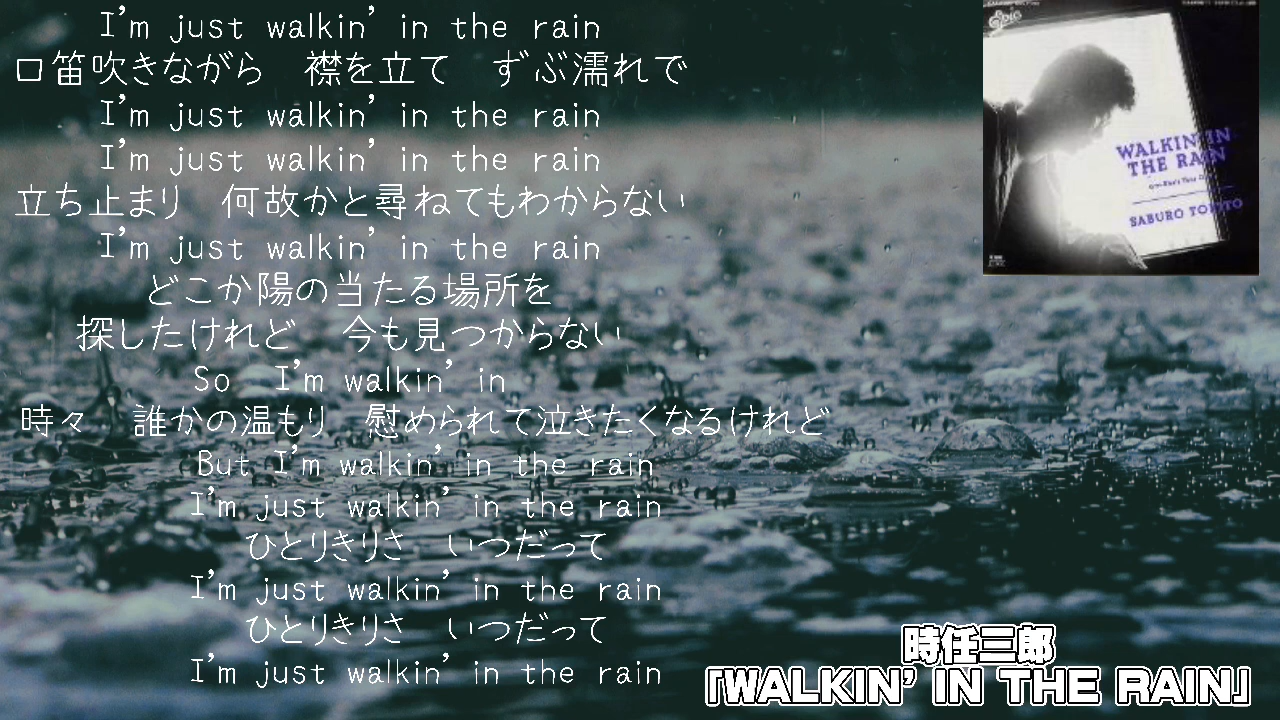 I'm just walkin' in the rain
口笛吹きながら　襟を立て　ずぶ濡れで
I'm just walkin' in the rain
I'm just walkin' in the rain
立ち止まり　何故かと尋ねてもわからない
I'm just walkin' in the rain
どこか陽の当たる場所を
探したけれど　今も見つからない
So　I'm walkin' in
時々　誰かの温もり　慰められて泣きたくなるけれど
But I'm walkin' in the rain
I'm just walkin' in the rain
ひとりきりさ　いつだって
I'm just walkin' in the rain
ひとりきりさ　いつだって
I'm just walkin' in the rain
Epic
WALKIN' IN
THE RAIN
SABURO TOKITO
時任三郎
「WALKIN' IN THE RAIN」